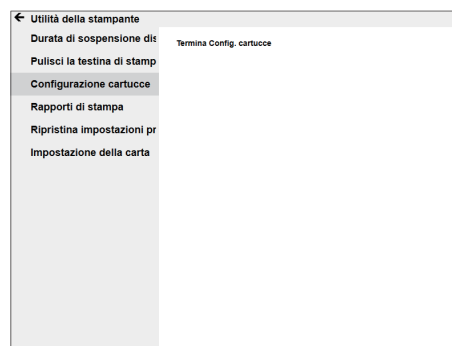 Utilità della stampante
Durata di sospensione dis
Termina Config. cartucce
Pulisci la testina di stamp
Configurazione cartucce
Rapporti di stampa
Ripristina impostazioni pr
Impostazione della carta